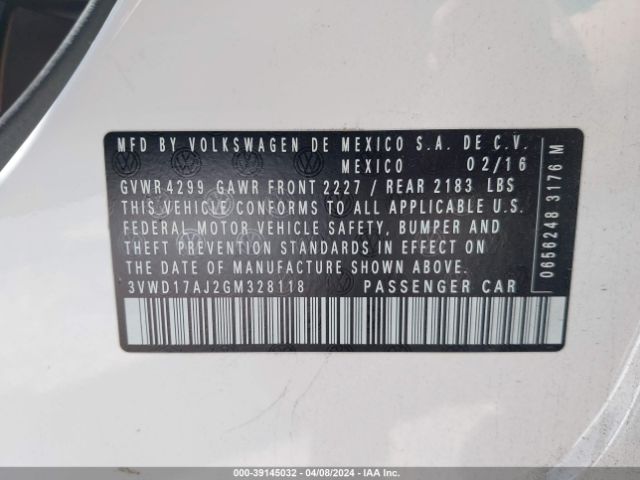 MFD BY VOLKSWAGEN DE MEXICO S.A. DE C.V.
MEXICO 02/16
GVWR 4299 GAWR FRONT 2227 / REAR 2183 LBS
THIS VEHICLE CONFORMS TO ALL APPLICABLE U.S.
FEDERAL MOTOR VEHICLE SAFETY, BUMPER AND
THEFT PREVENTION STANDARDS IN EFFECT ON
THE DATE OF MANUFACTURE SHOWN ABOVE.
3VWD17AJ2GM328118 PASSENGER CAR
0656248 3176 M
000-39145032 - 04/08/2024 - IAA Inc.